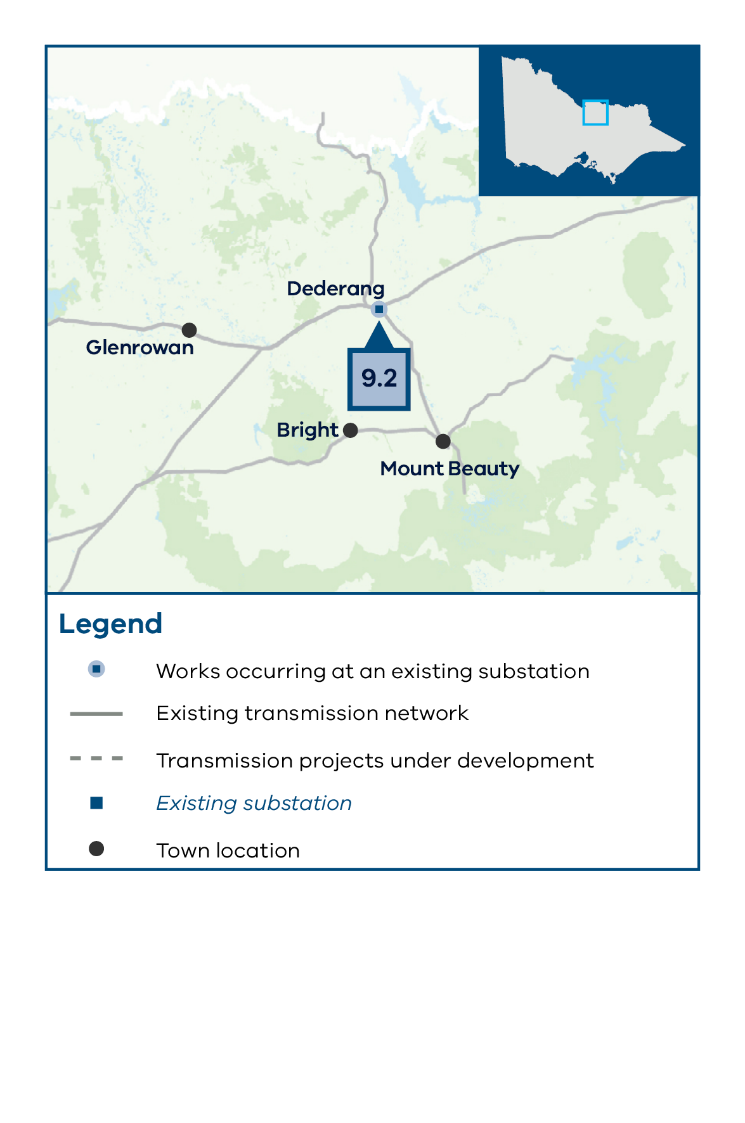 Dederang
Glenrowan
9.2
Bright
Mount Beauty
Legend
Works occurring at an existing substation
Existing transmission network
Transmission projects under development
Existing substation
Town location